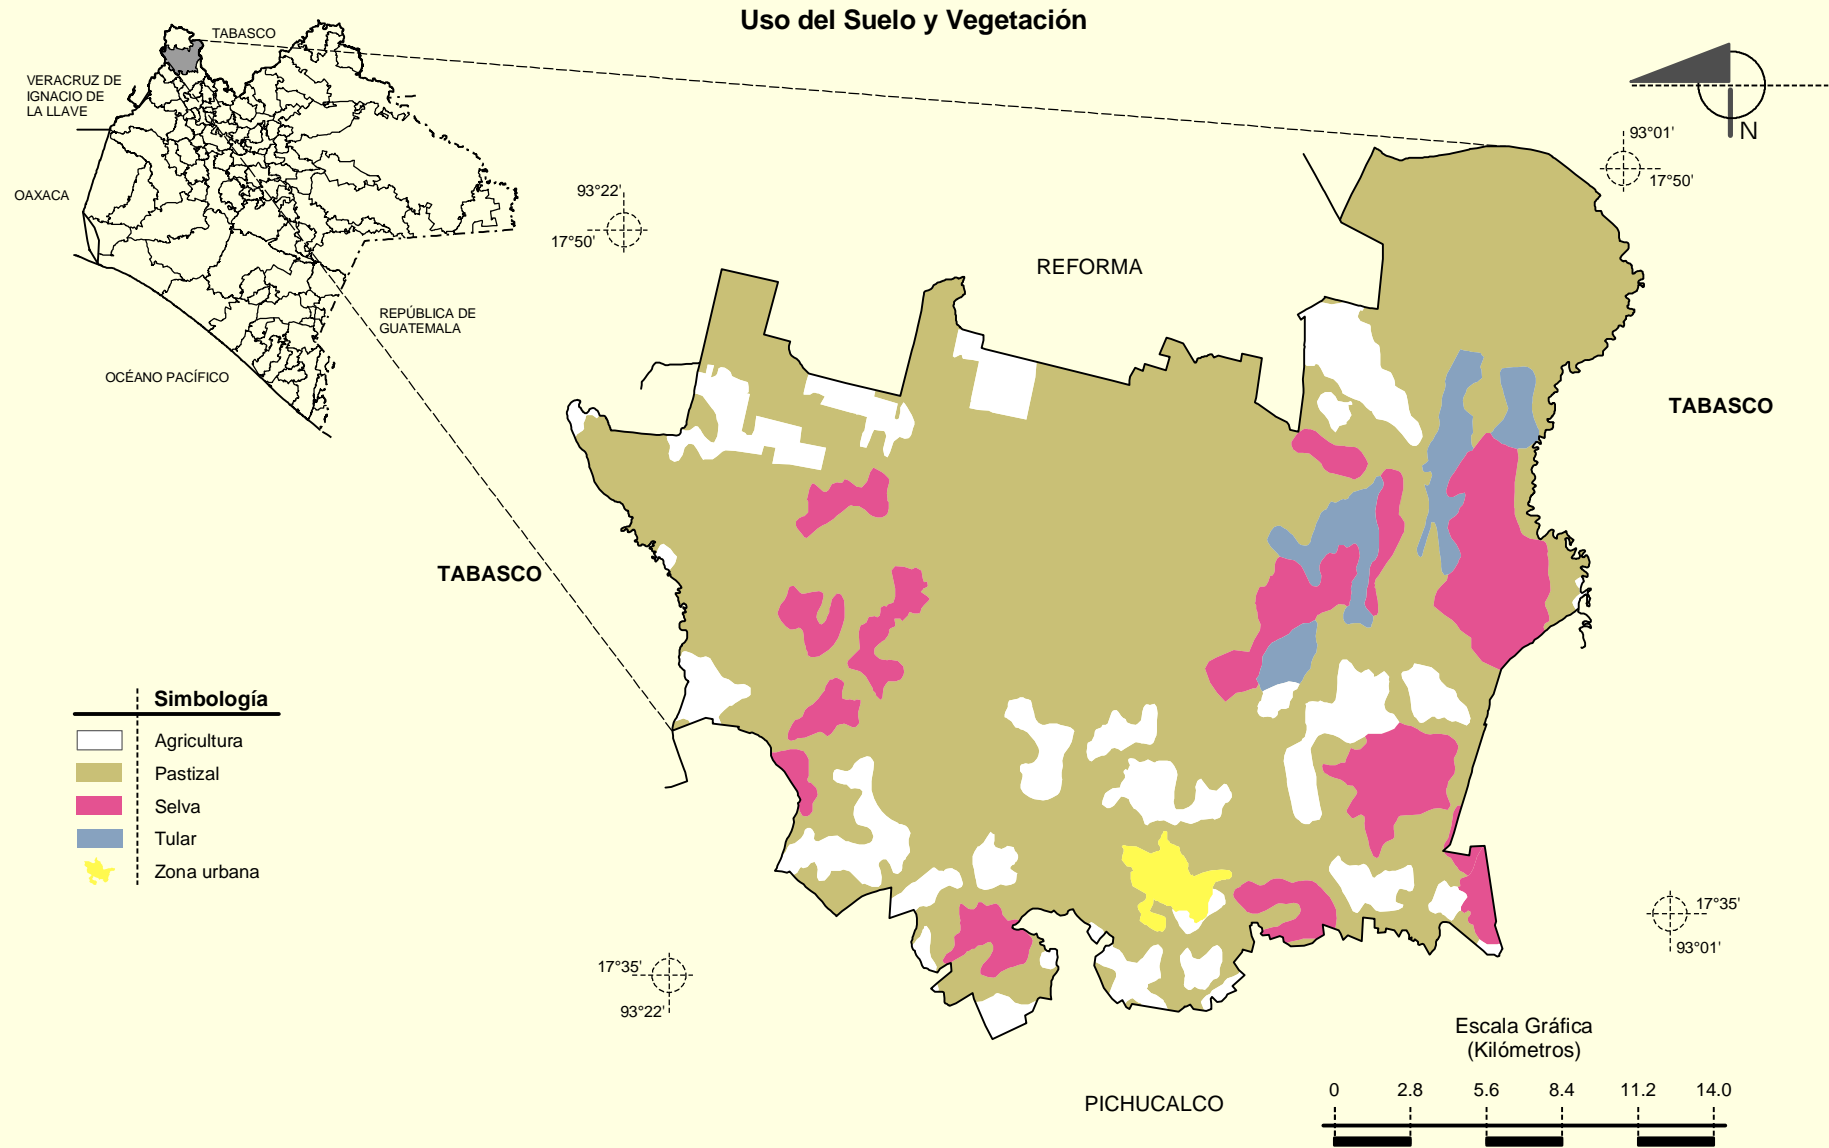 Uso del Suelo y Vegetación
TABASCO
VERACRUZ DE
IGNACIO DE
LA LLAVE
OAXACA
REPÚBLICA DE
GUATEMALA
OCÉANO PACÍFICO
N
93°01'
17°50'
93°22'
17°50'
REFORMA
TABASCO
TABASCO
Simbología
Agricultura
Pastizal
Selva
Tular
Zona urbana
17°35'
93°01'
17°35'
93°22'
Escala Gráfica
(Kilómetros)
0 2.8 5.6 8.4 11.2 14.0
PICHUCALCO